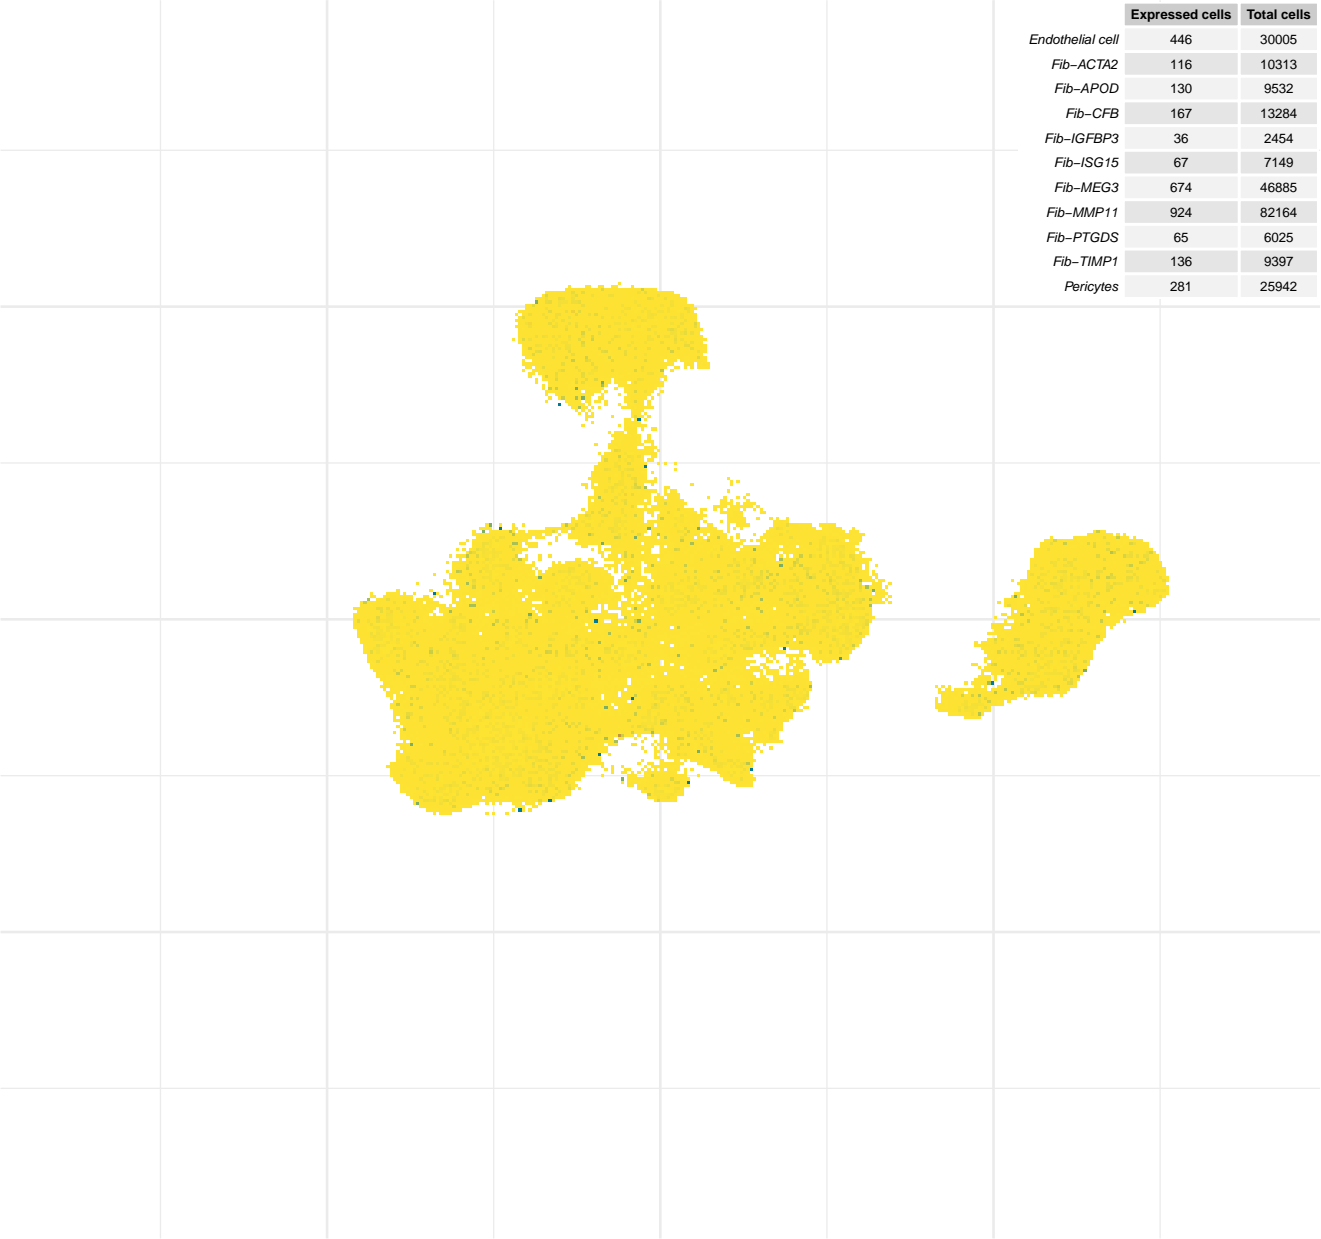 Expressed cells Total cells
Endothelial cell 446 30005
Fib−ACTA2 116 10313
Fib−APOD 130 9532
Fib−CFB 167 13284
Fib−IGFBP3 36 2454
Fib−ISG15 67 7149
Fib−MEG3 674 46885
Fib−MMP11 924 82164
Fib−PTGDS 65 6025
Fib−TIMP1 136 9397
Pericytes 281 25942